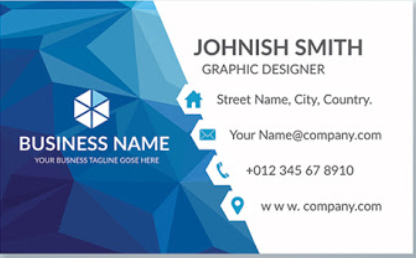 JOHNISH SMITH
GRAPHIC DESIGNER
Street Name, City, Country.
Your Name@company.com
+012 345 67 8910
w w w. company.com
BUSINESS NAME
YOUR BUSINESS TAGLINE GOSE HERE